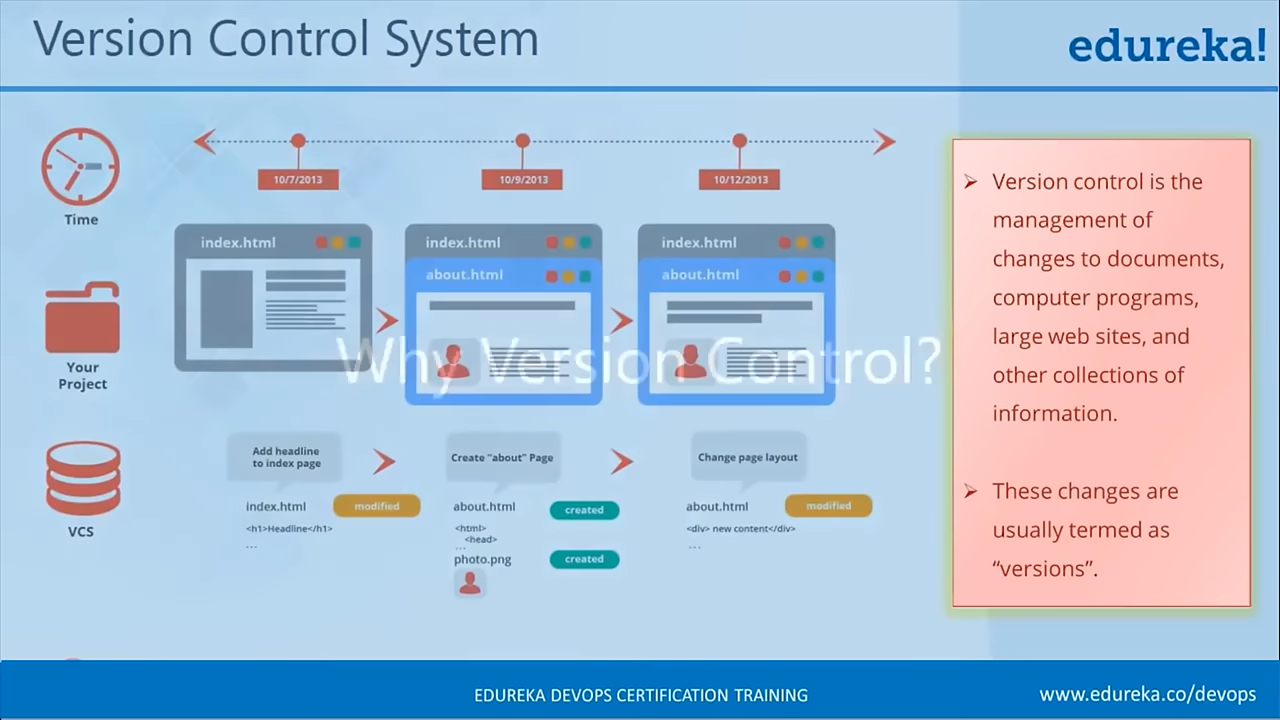 Version Control System
edureka!
Time
10/7/2013
10/9/2013
10/12/2013
index.html
index.html
about.html
index.html
about.html
Your
Project
Why Version Control?
VCS
Add headline
to index page
Create “about” Page
Change page layout
index.html
modified
<h1>Headline</h1>
...
about.html
created
<html>
<head>
...
photo.png
created
about.html
modified
<div> new content</div>
...
Version control is the
management of
changes to documents,
computer programs,
large web sites, and
other collections of
information.
These changes are
usually termed as
“versions”.
EDUREKA DEVOPS CERTIFICATION TRAINING
www.edureka.co/devops